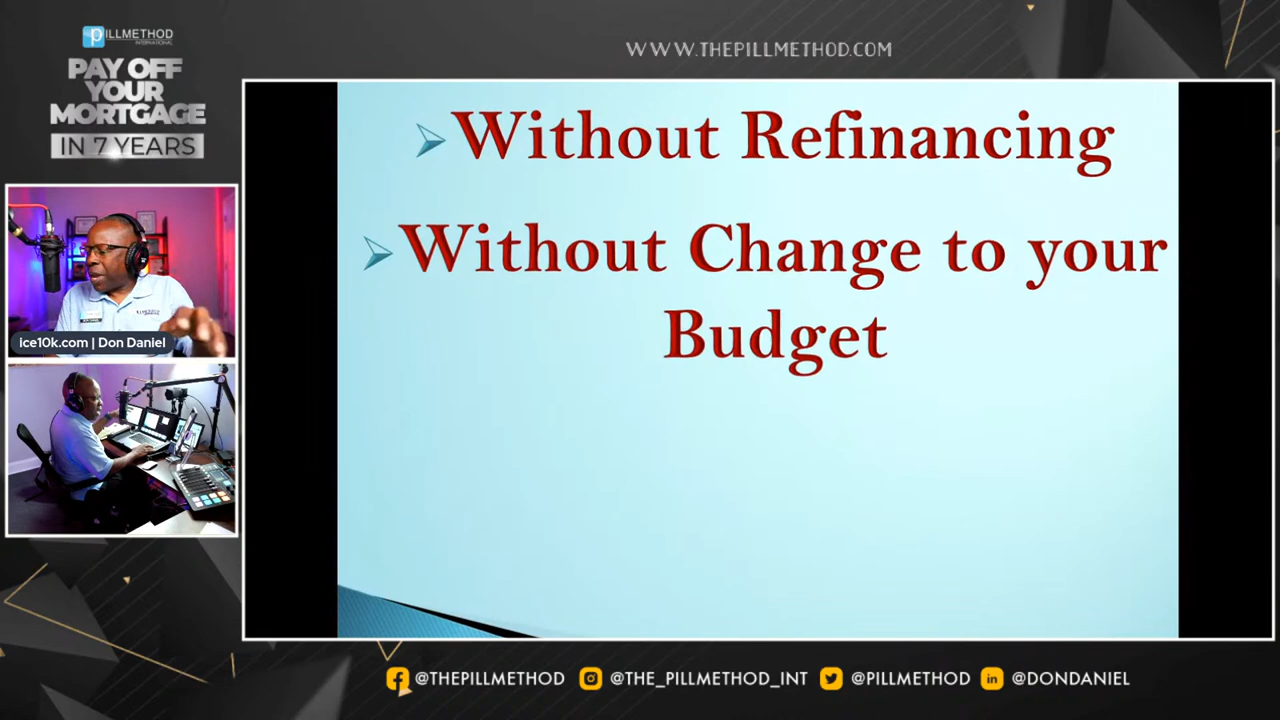 PILLMETHOD
INTERNATIONAL
PAY OFF
YOUR
MORTGAGE
IN 7 YEARS
WWW.THEPILLMETHOD.COM
Without Refinancing
Without Change to your
Budget
ice10k.com | Don Daniel
@THEPILLMETHOD
@THE_PILLMETHOD_INT
@PILLMETHOD
@DONDANIEL